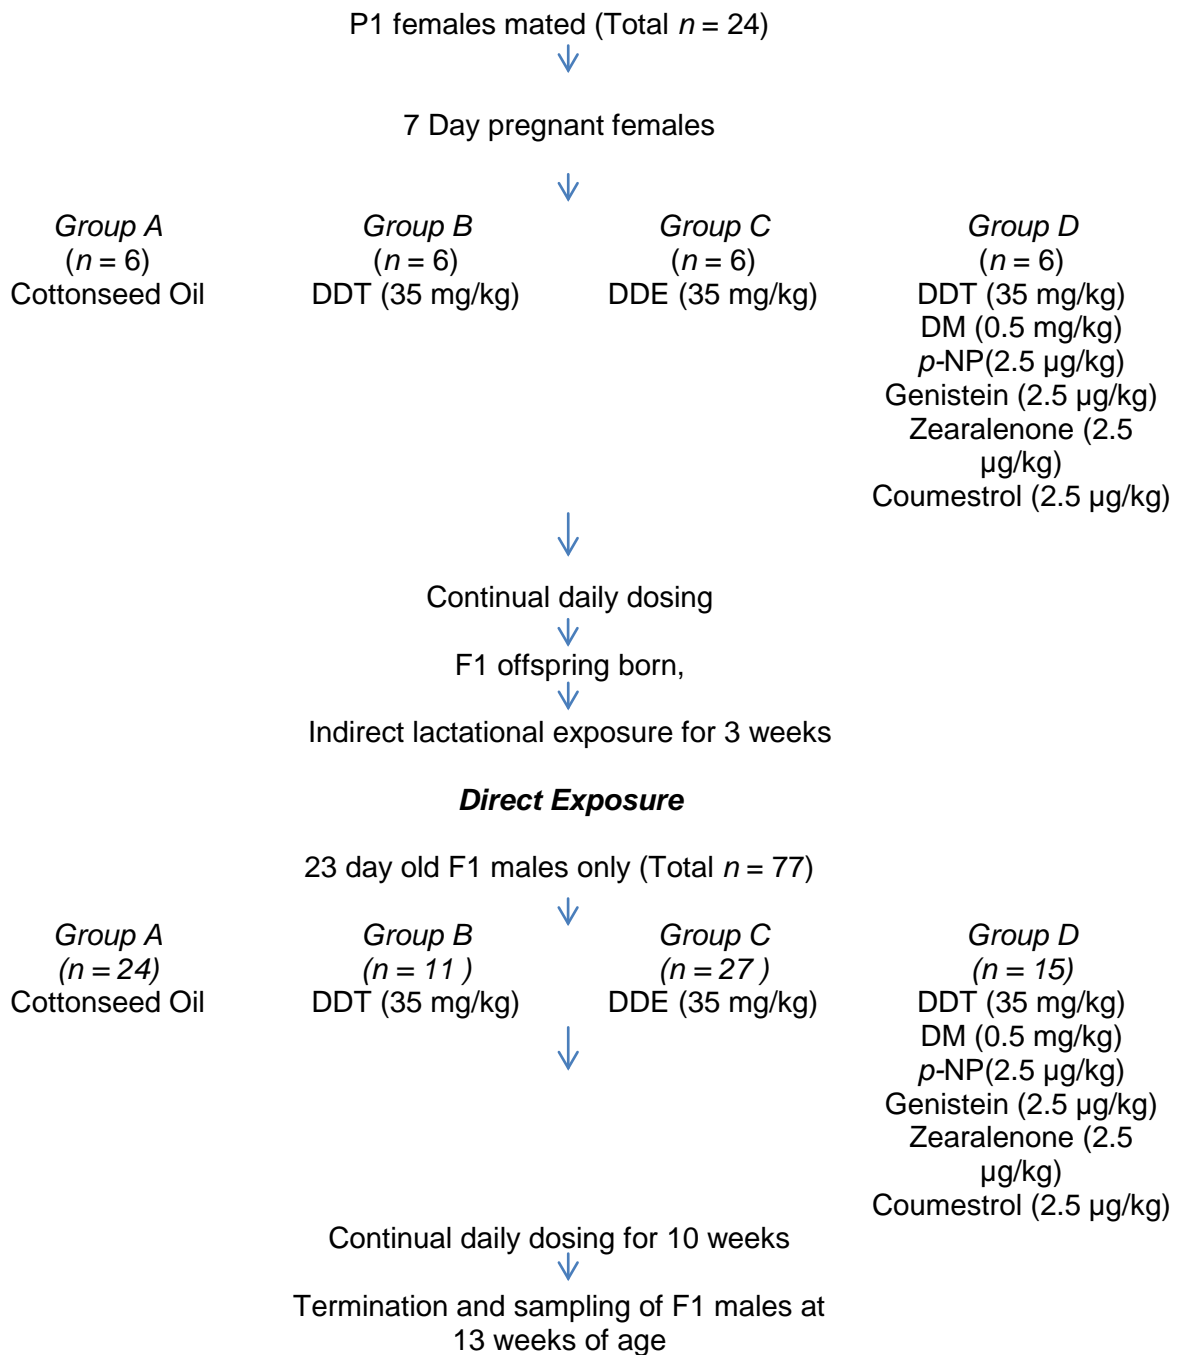 P1 females mated (Total n = 24)
7 Day pregnant females
Group A
(n = 6)
Cottonseed Oil
Group B
(n = 6)
DDT (35 mg/kg)
Group C
(n = 6)
DDE (35 mg/kg)
Group D
(n = 6)
DDT (35 mg/kg)
DM (0.5 mg/kg)
p-NP(2.5 µg/kg)
Genistein (2.5 µg/kg)
Zearalenone (2.5
µg/kg)
Coumestrol (2.5 µg/kg)
Continual daily dosing
F1 offspring born,
Indirect lactational exposure for 3 weeks
Direct Exposure
23 day old F1 males only (Total n = 77)
Group A
(n = 24)
Cottonseed Oil
Group B
(n = 11 )
DDT (35 mg/kg)
Group C
(n = 27 )
DDE (35 mg/kg)
Group D
(n = 15)
DDT (35 mg/kg)
DM (0.5 mg/kg)
p-NP(2.5 µg/kg)
Genistein (2.5 µg/kg)
Zearalenone (2.5
µg/kg)
Coumestrol (2.5 µg/kg)
Continual daily dosing for 10 weeks
Termination and sampling of F1 males at
13 weeks of age